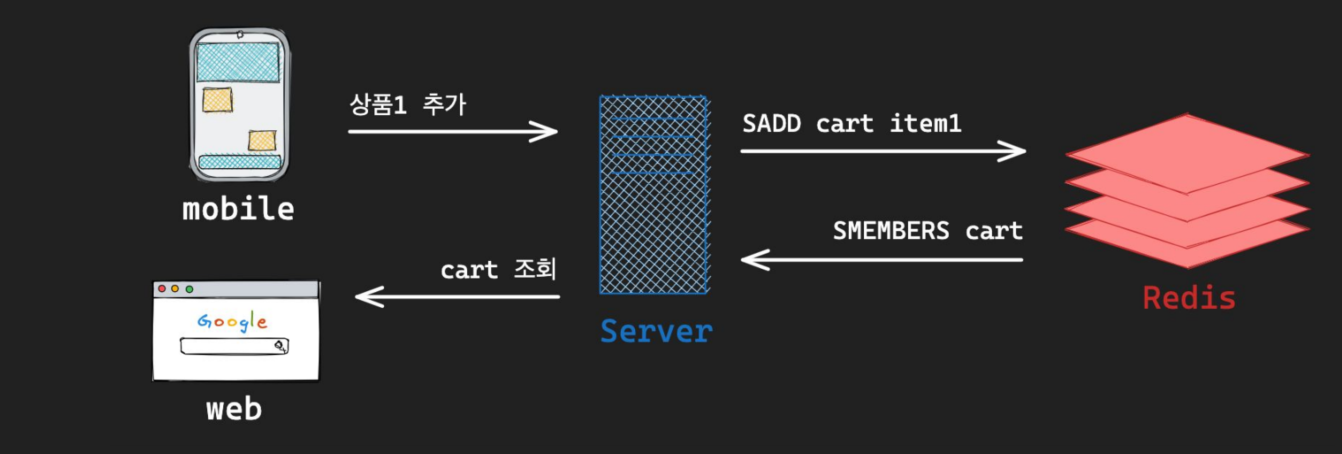 상품1 추가
SADD cart item1
mobile
SMEMBERS cart
cart 조회
Google
Redis
Server
web